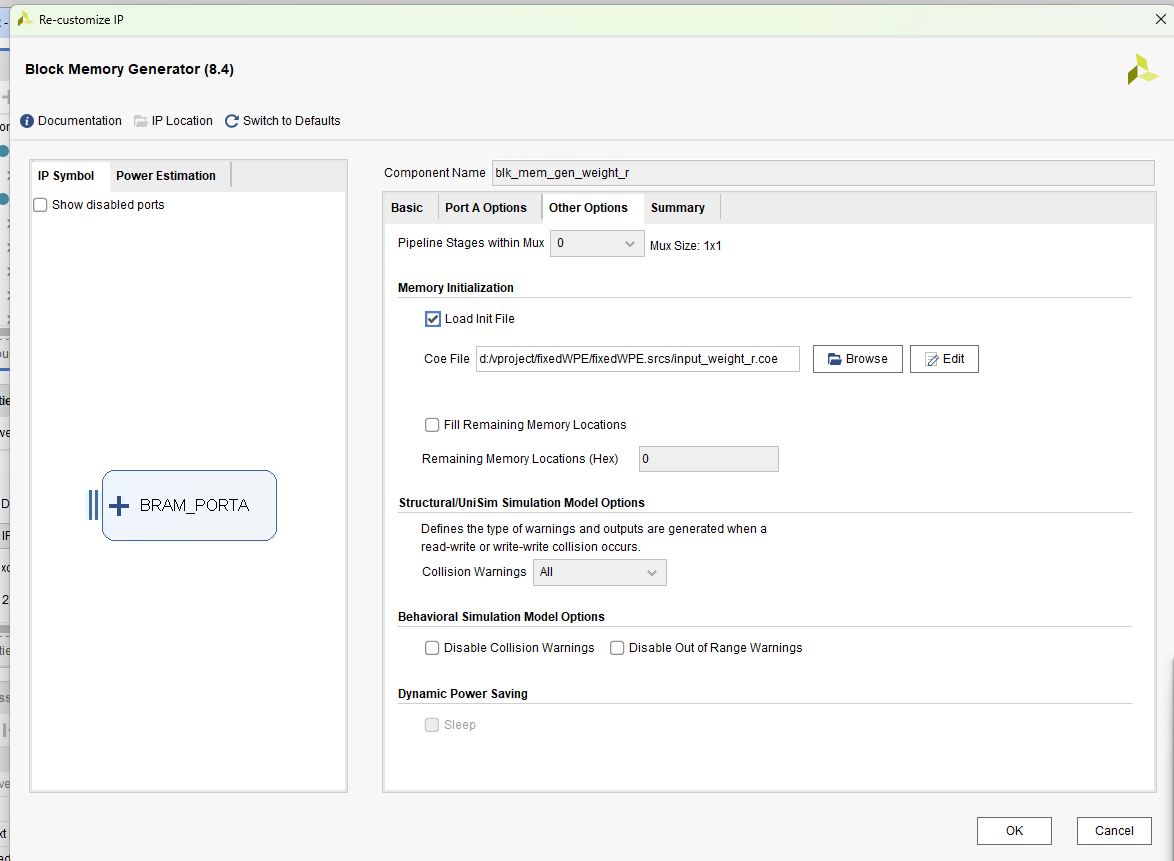 Re-customize IP
Block Memory Generator (8.4)
Documentation IP Location Switch to Defaults
IP Symbol Power Estimation
Show disabled ports
BRAM_PORTA
Component Name blk_mem_gen_weight_r
Basic Port A Options Other Options Summary
Pipeline Stages within Mux 0 Mux Size: 1x1
Memory Initialization
Load Init File
Coe File d:/vproject/fixedWPE/fixedWPE.srcs/input_weight_r.coe Browse Edit
Fill Remaining Memory Locations
Remaining Memory Locations (Hex) 0
Structural/UniSim Simulation Model Options
Defines the type of warnings and outputs are generated when a
read-write or write-write collision occurs.
Collision Warnings All
Behavioral Simulation Model Options
Disable Collision Warnings Disable Out of Range Warnings
Dynamic Power Saving
Sleep
OK Cancel